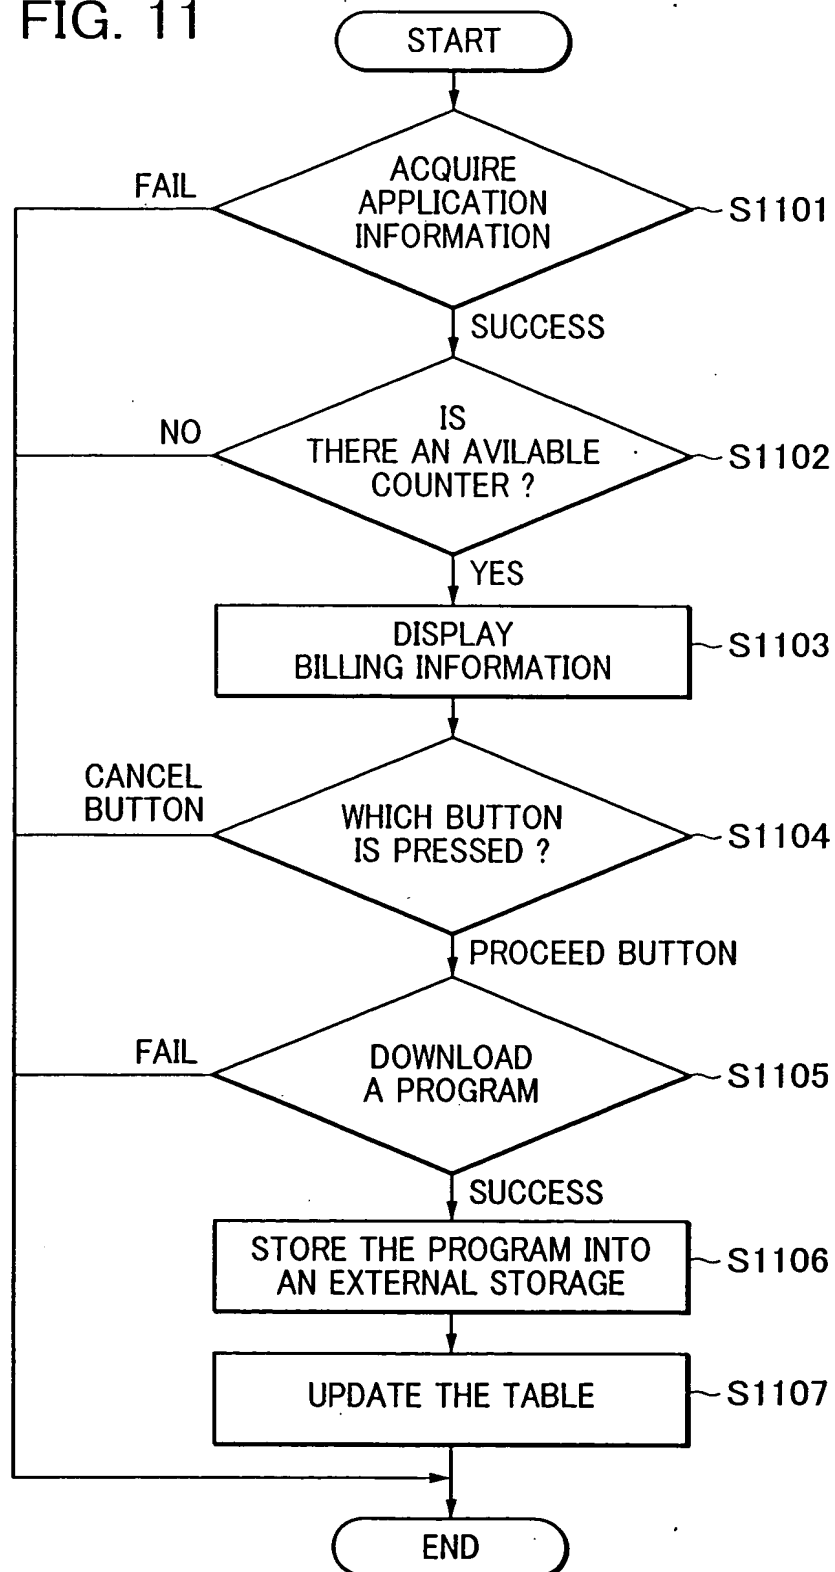 FIG. 11
START
ACQUIRE
APPLICATION
INFORMATION
FAIL
S1101
SUCCESS
IS
THERE AN AVILABLE
COUNTER ?
NO
S1102
YES
DISPLAY
BILLING INFORMATION
S1103
CANCEL
BUTTON
WHICH BUTTON
IS PRESSED ?
S1104
PROCEED BUTTON
FAIL
DOWNLOAD
A PROGRAM
S1105
SUCCESS
STORE THE PROGRAM INTO
AN EXTERNAL STORAGE
S1106
UPDATE THE TABLE
S1107
END